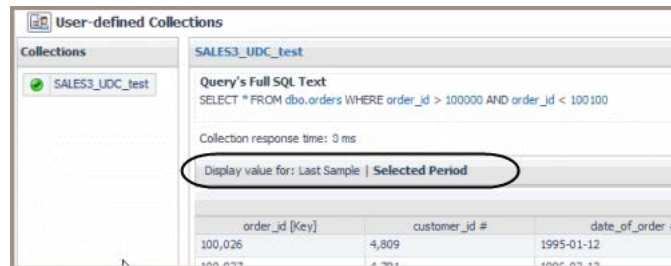 User-defined Collections
Collections
SALES3_UDC_test
SALES3_UDC_test
Query's Full SQL Text
SELECT * FROM dbo.orders WHERE order_id > 100000 AND order_id < 100100
Collection response time: 0 ms
Display value for: Last Sample | Selected Period
order_id [Key] customer_id # date_of_order
100,026 4,809 1995-01-12